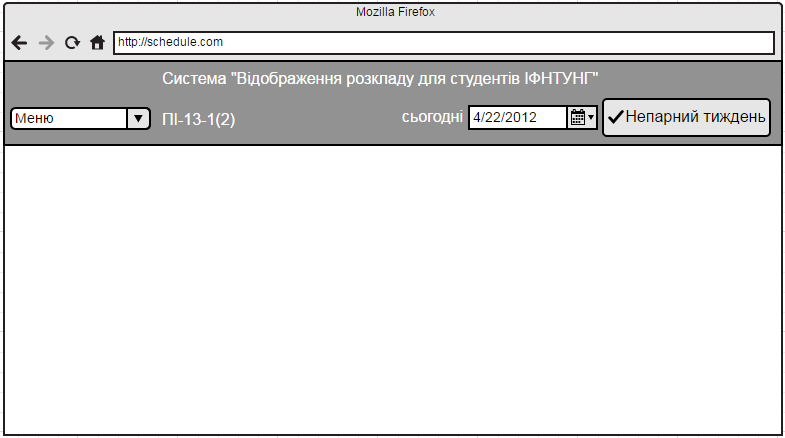 Mozilla Firefox
http://schedule.com
Система "Відображення розкладу для студентів ІФНТУНГ"
Меню ПІ-13-1(2) сьогодні 4/22/2012 Непарний тиждень